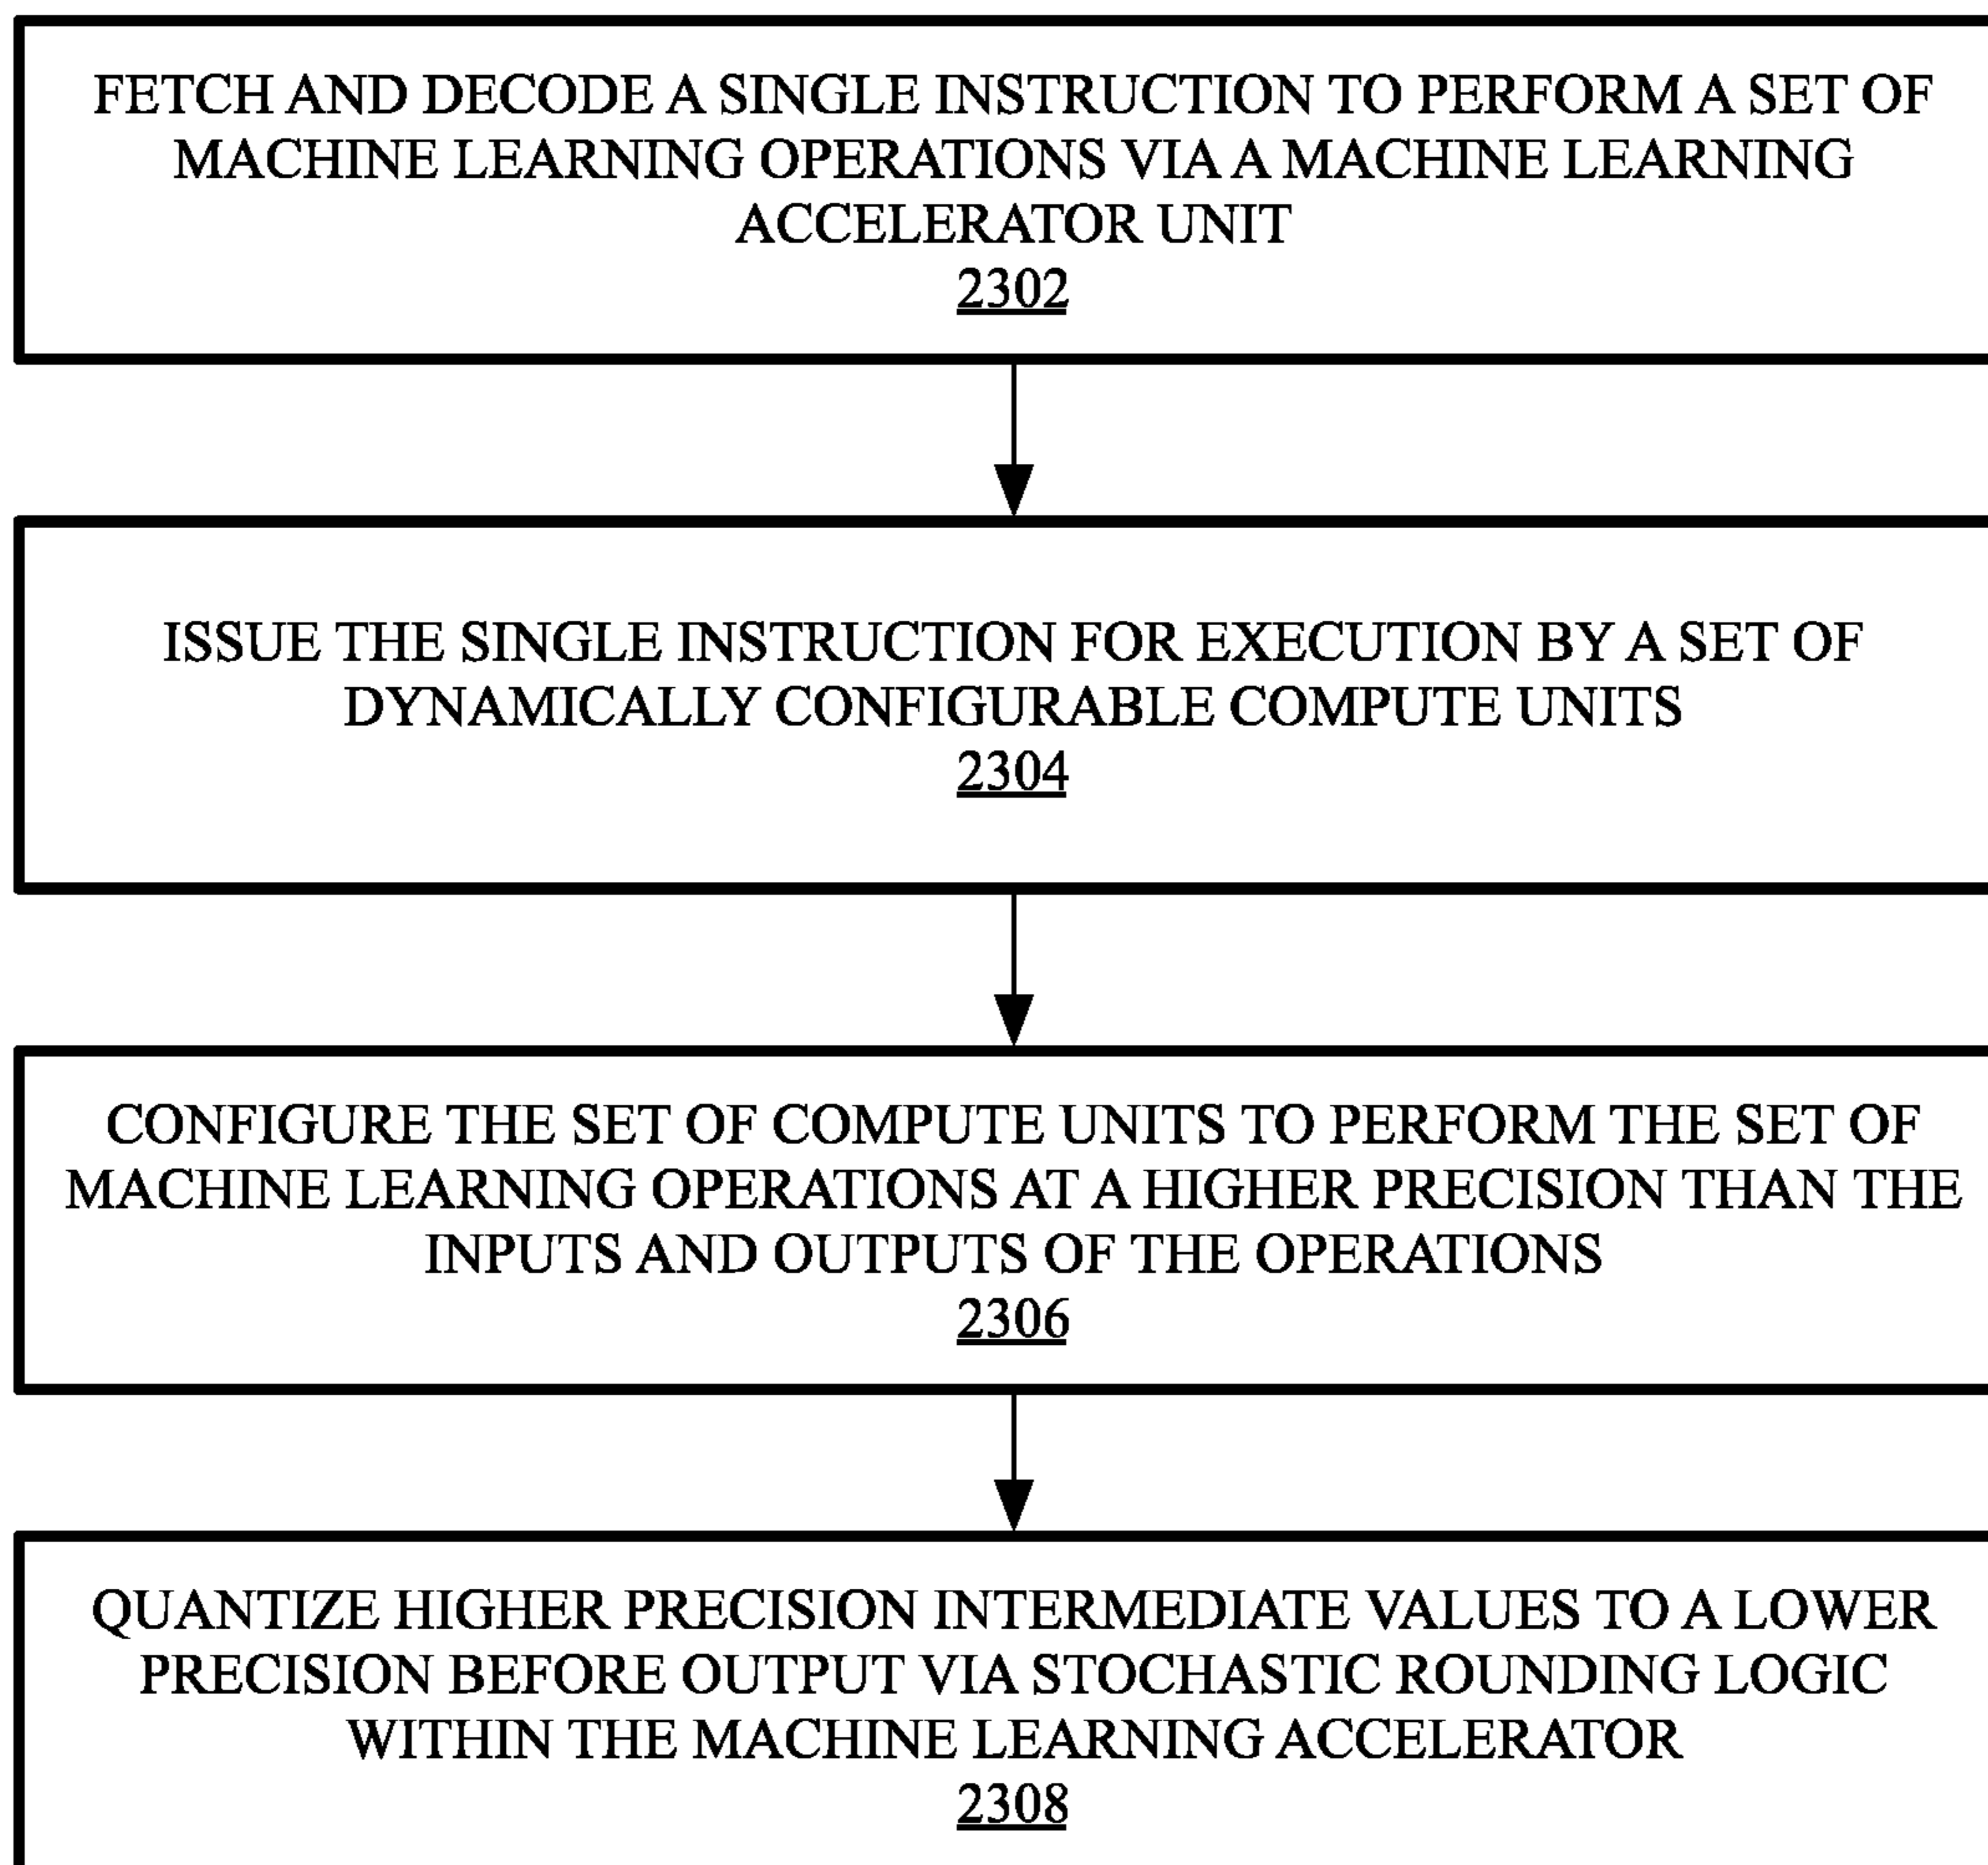 FETCH AND DECODE A SINGLE INSTRUCTION TO PERFORM A SET OF
MACHINE LEARNING OPERATIONS VIA A MACHINE LEARNING
ACCELERATOR UNIT
2302
ISSUE THE SINGLE INSTRUCTION FOR EXECUTION BY A SET OF
DYNAMICALLY CONFIGURABLE COMPUTE UNITS
2304
CONFIGURE THE SET OF COMPUTE UNITS TO PERFORM THE SET OF
MACHINE LEARNING OPERATIONS AT A HIGHER PRECISION THAN THE
INPUTS AND OUTPUTS OF THE OPERATIONS
2306
QUANTIZE HIGHER PRECISION INTERMEDIATE VALUES TO A LOWER
PRECISION BEFORE OUTPUT VIA STOCHASTIC ROUNDING LOGIC
WITHIN THE MACHINE LEARNING ACCELERATOR
2308